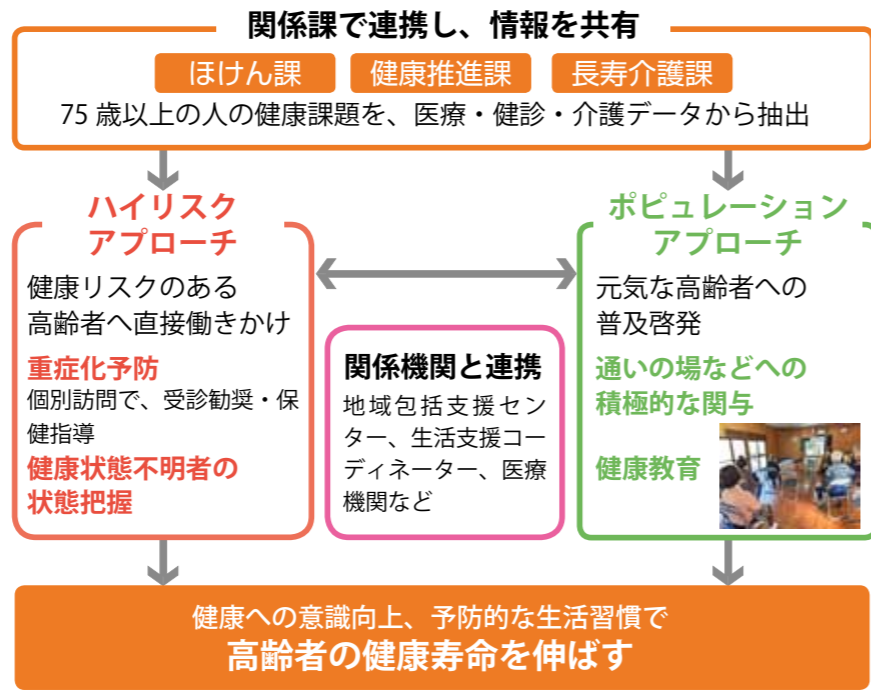 関係課で連携し、情報を共有
ほけん課 健康推進課 長寿介護課
75歳以上の人の健康課題を、医療・健診・介護データから抽出
ハイリスク
アプローチ
健康リスクのある
高齢者へ直接働きかけ
重症化予防
個別訪問で、受診勧奨・保
健指導
健康状態不明者の
状態把握
関係機関と連携
地域包括支援セン
ター、生活支援コー
ディネーター、医療
機関など
ポピュレーション
アプローチ
元気な高齢者への
普及啓発
通いの場などへの
積極的な関与
健康教育
健康への意識向上、予防的な生活習慣で
高齢者の健康寿命を伸ばす